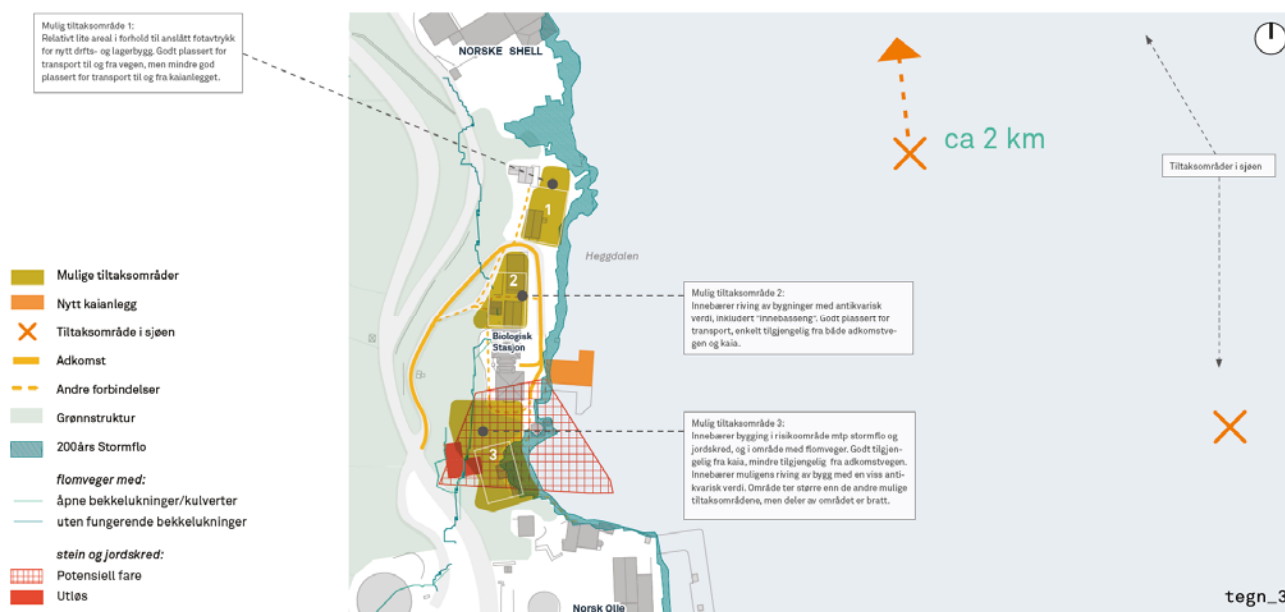 Mulig tiltaksområde 1:
Relativt lite areal i forhold til anslått fotavtrykk
for nytt drfts- og lagerbygg. Godt plassert for
transport til og fra vegen, men mindre god
plassert for transport til og fra kaianlegget.
NORSKE SHELL
ca 2 km
Tiltaksområder i sjøen
1
Heggdalen
Mulige tiltaksområder
Nytt kaianlegg
Tiltaksområde i sjøen
Adkomst
Andre forbindelser
Grønnstruktur
200års Stormflo
flomveger med:
åpne bekkelukninger/kulverter
uten fungerende bekkelukninger
stein og jordskred:
Potensiell fare
Utløs
2
Biologisk
Stasjon
Mulig tiltaksområde 2:
Innebærer riving av bygninger med antikvarisk
verdi, inkludert "innebasseng". Godt plassert for
transport, enkelt tilgjengelig fra både adkomstve-
gen og kaia.
3
Mulig tiltaksområde 3:
Innebærer bygging i risikoområde mtp stormflo og
jordskred, og i område med flomveger. Godt tilgjen-
gelig fra kaia, mindre tilgjengelig fra adkomstvegen.
Innebærer muligens riving av bygg med en viss anti-
kvarisk verdi. Område ter større enn de andre mulige
tiltaksområdene, men deler av området er bratt.
Norsk Olje
tegn_3